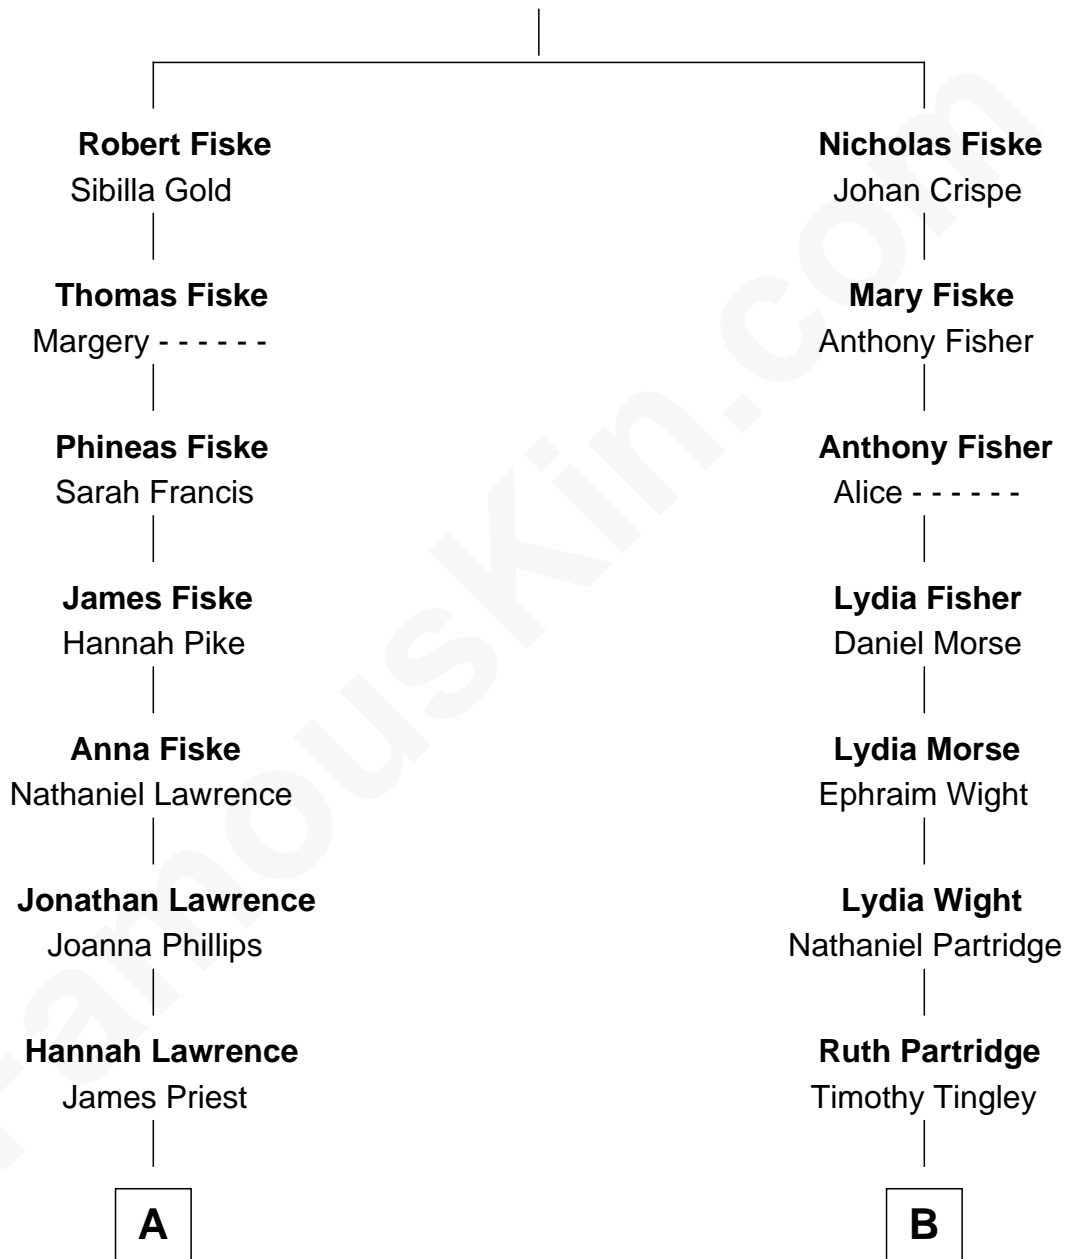 Robert Fiske
Sibilla Gold
Thomas Fiske
Margery - - - - - -
Phineas Fiske
Sarah Francis
James Fiske
Hannah Pike
Anna Fiske
Nathaniel Lawrence
Jonathan Lawrence
Joanna Phillips
Hannah Lawrence
James Priest
A
Nicholas Fiske
Johan Crispe
Mary Fiske
Anthony Fisher
Anthony Fisher
Alice - - - - - -
Lydia Fisher
Daniel Morse
Lydia Morse
Ephraim Wight
Lydia Wight
Nathaniel Partridge
Ruth Partridge
Timothy Tingley
B
FamousKin.com